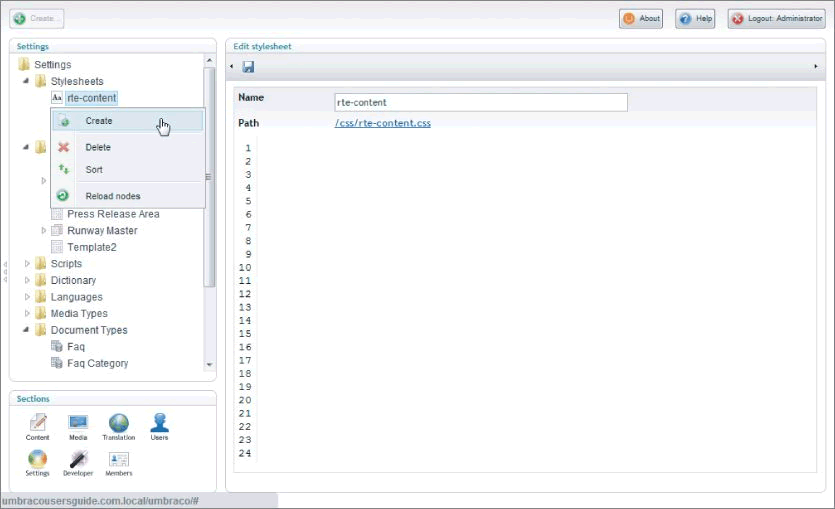 Create...
About
Help
Logout: Administrator
Settings
Settings
Stylesheets
rte-content
Create
Delete
Sort
Reload nodes
Press Release Area
Runway Master
Template2
Scripts
Dictionary
Languages
Media Types
Document Types
Faq
Faq Category
Sections
Content
Media
Translation
Users
Settings
Developer
Members
umbracousersguide.com.local/umbraco/#
Edit stylesheet
Name
rte-content
Path
/css/rte-content.css
1
2
3
4
5
6
7
8
9
10
11
12
13
14
15
16
17
18
19
20
21
22
23
24